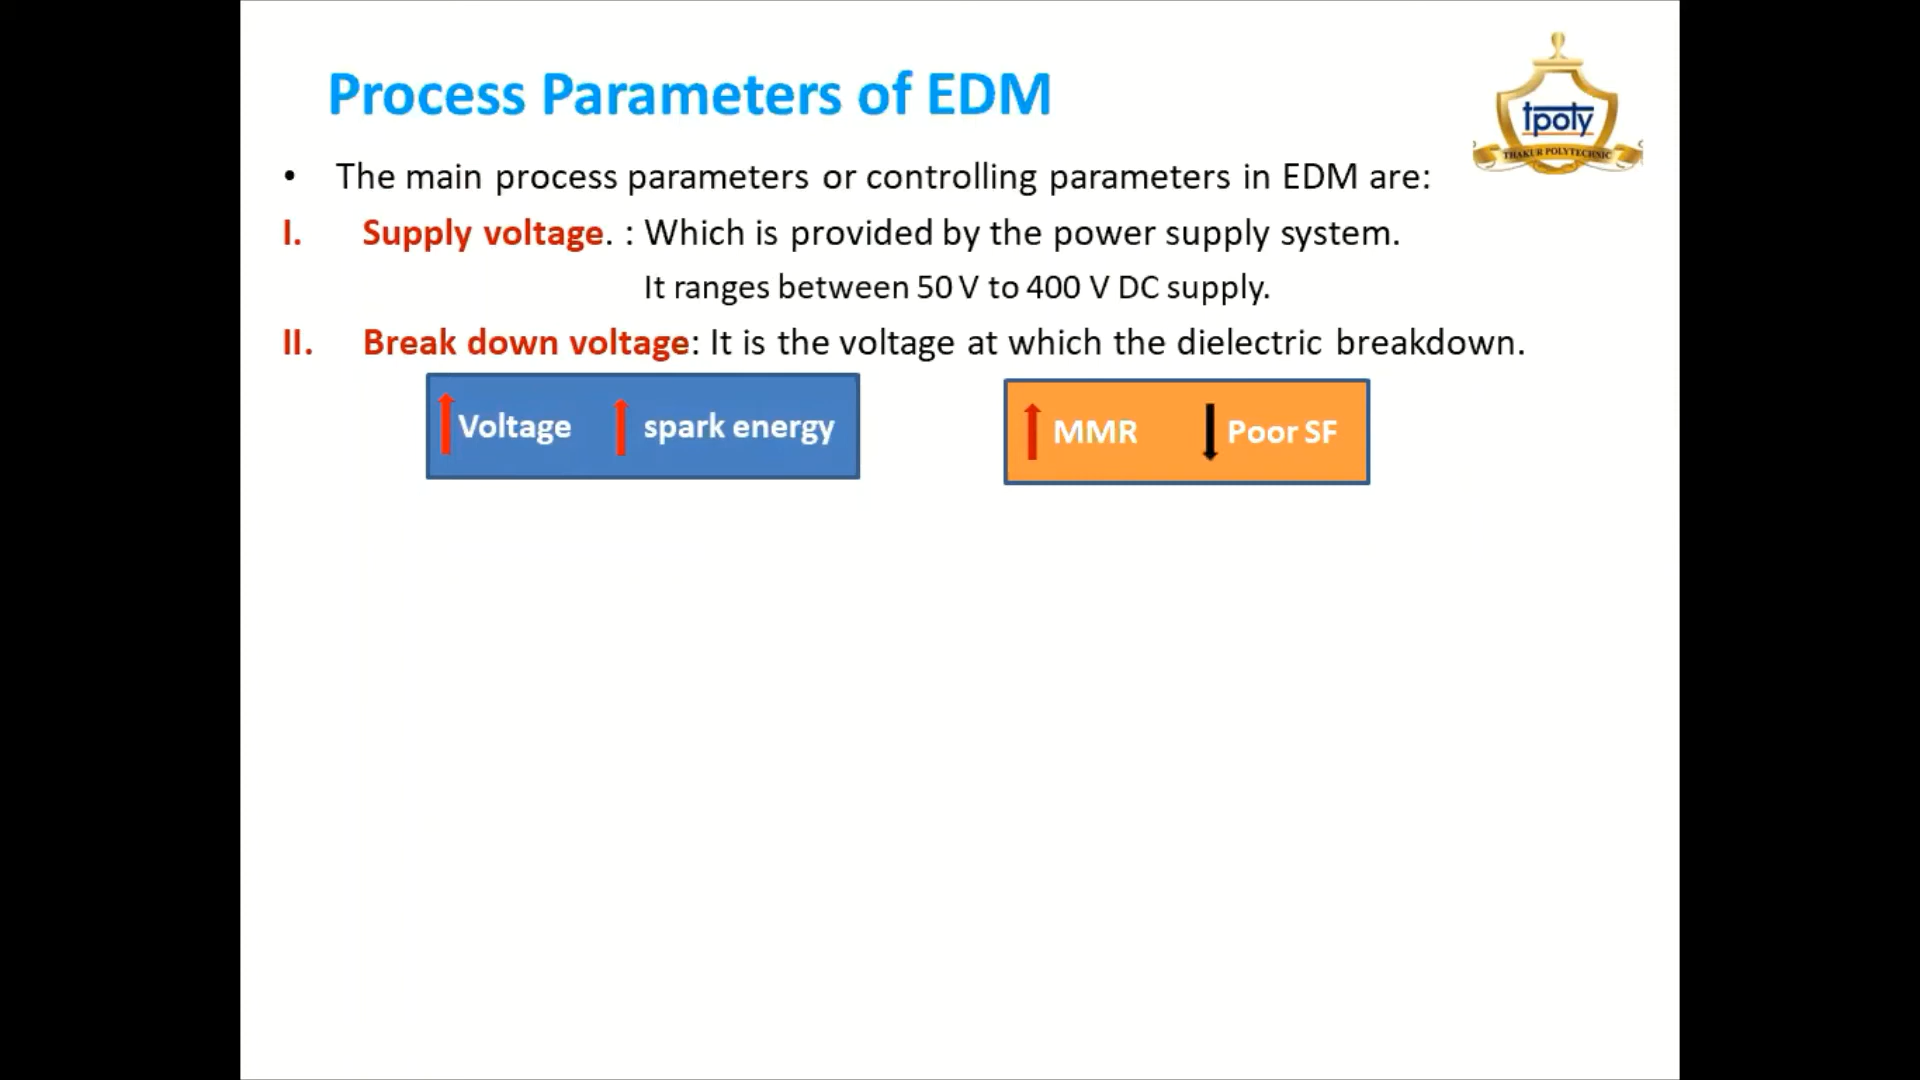 Process Parameters of EDM
tpoly
THAKUR POLYTECHNIC
• The main process parameters or controlling parameters in EDM are:
I. Supply voltage. : Which is provided by the power supply system.
It ranges between 50 V to 400 V DC supply.
II. Break down voltage: It is the voltage at which the dielectric breakdown.
Voltage spark energy
MMR Poor SF